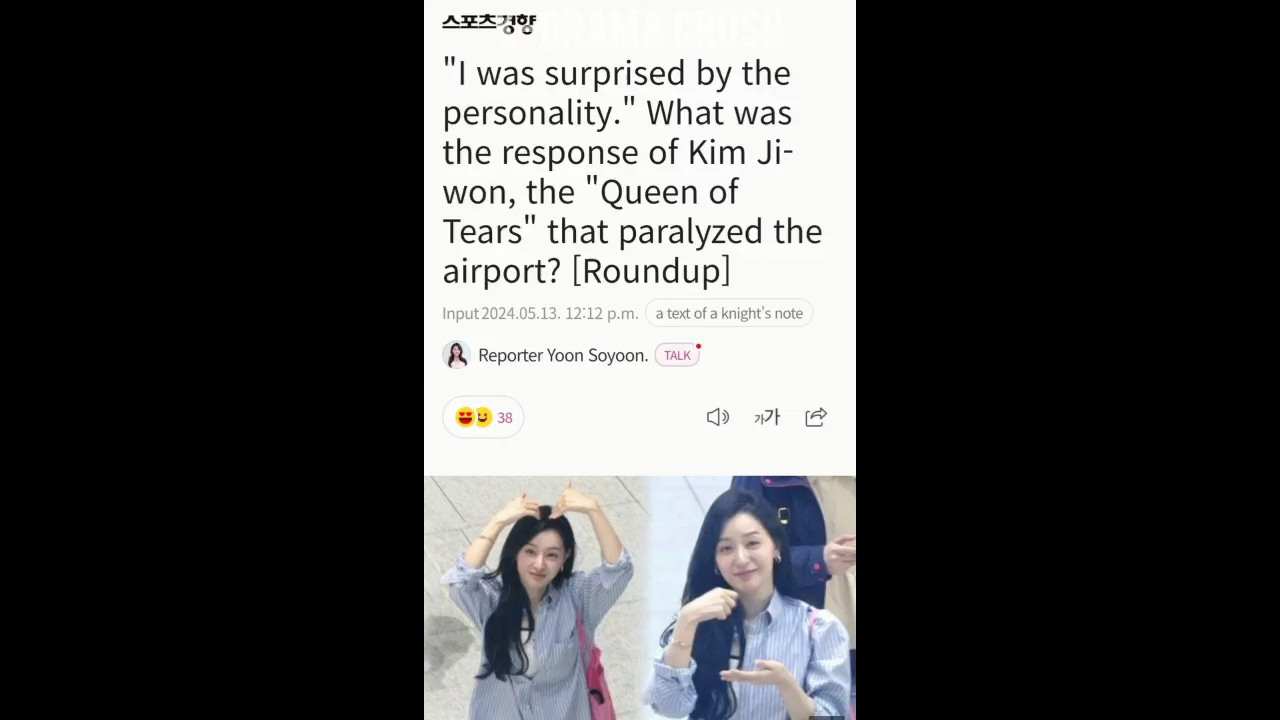 스포츠경향
DRAMA CRUSH
"I was surprised by the
personality." What was
the response of Kim Ji-
won, the "Queen of
Tears" that paralyzed the
airport? [Roundup]
Input 2024.05.13. 12:12 p.m. a text of a knight's note
Reporter Yoon Soyoon. TALK
38 가가